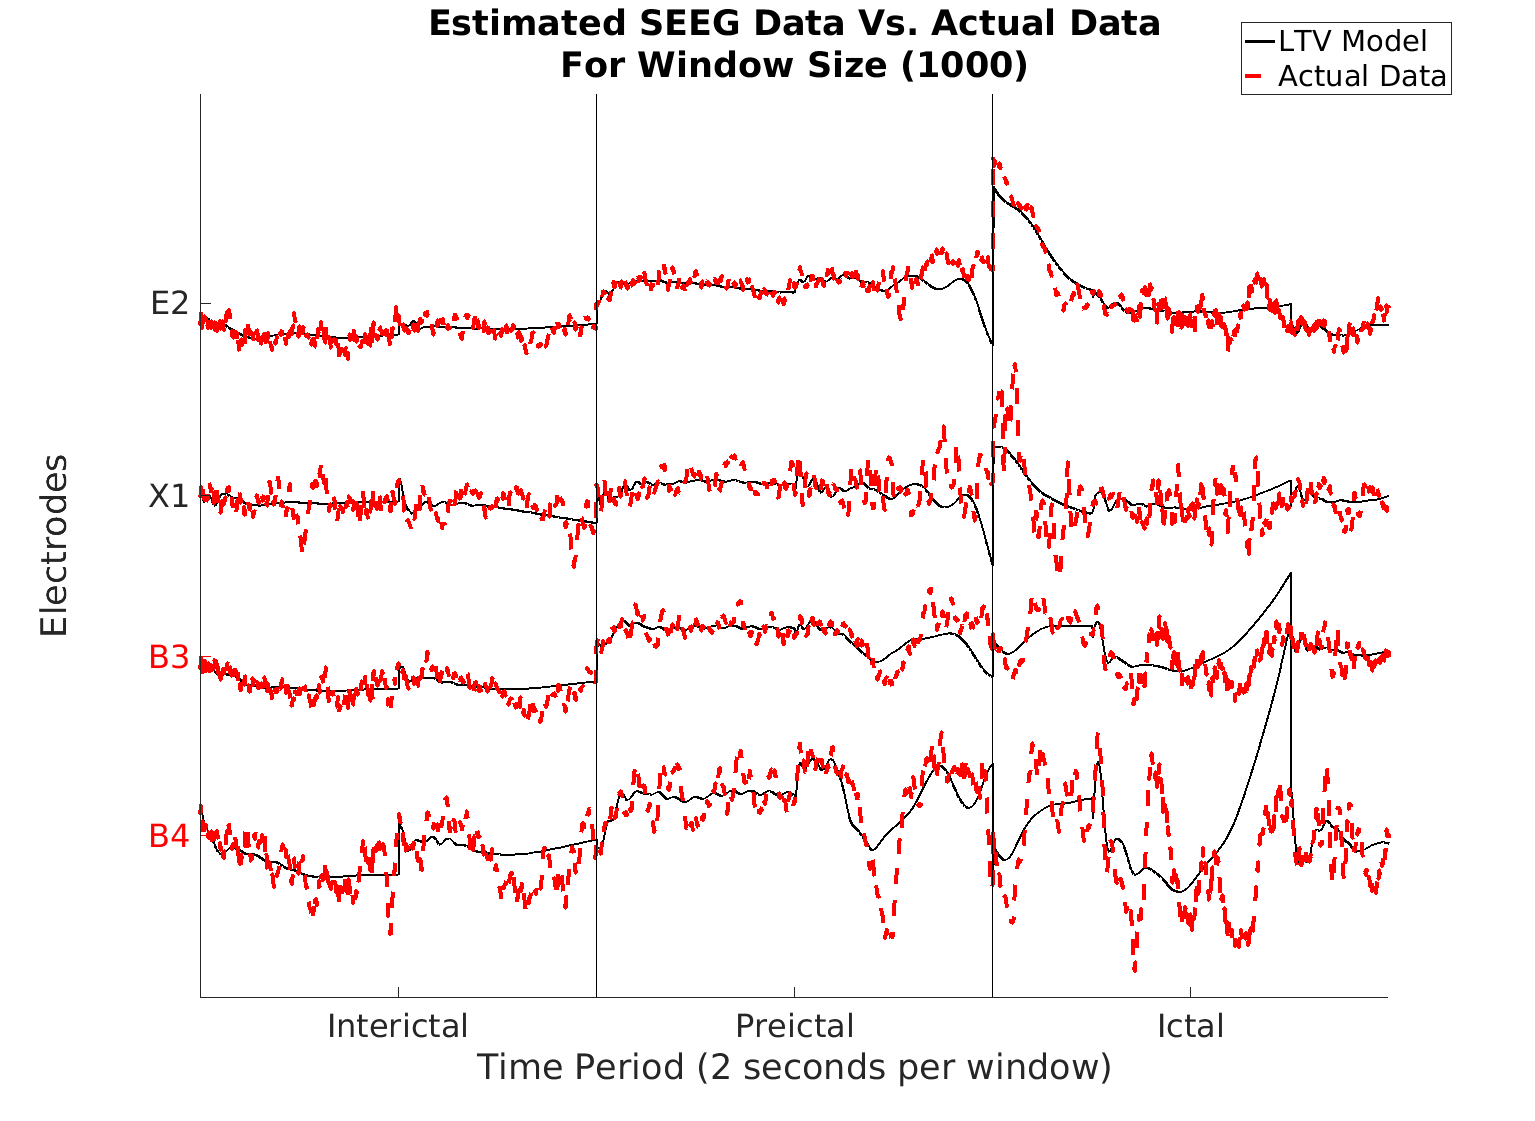 Estimated SEEG Data Vs. Actual Data
For Window Size (1000)
LTV Model
Actual Data
E2
X1
B3
B4
Electrodes
Interictal
Preictal
Ictal
Time Period (2 seconds per window)